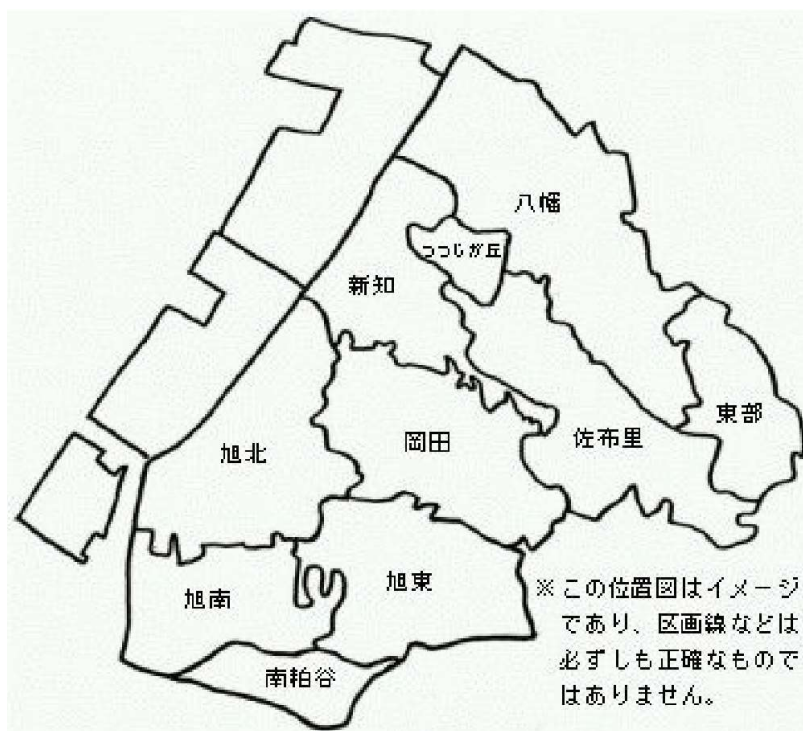 八幡
つつじが丘
新知
東部
佐布里
岡田
旭北
旭東
旭南
南粕谷
※この位置図はイメージ
であり、区画線などは
必ずしも正確なもので
はありません。